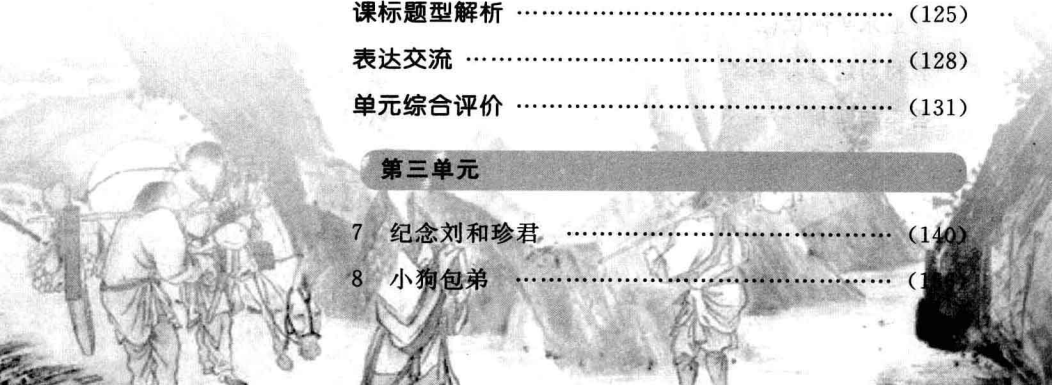 课标题型解析 ………………………………… (125)
表达交流 ………………………………… (128)
单元综合评价 ………………………………… (131)
第三单元
7 纪念刘和珍君 ………………………………… (140)
8 小狗包弟 …………………………………